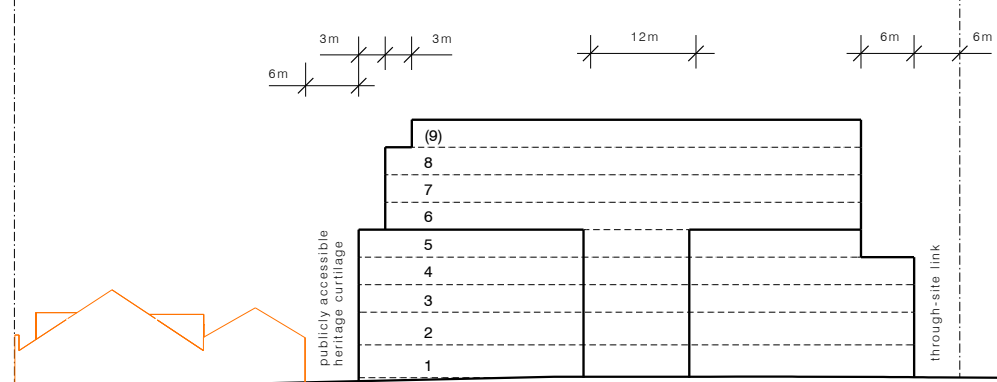 3m
3m
12m
6m
6m
6m
(9)
8
7
6
5
4
3
2
1
publicly accessible
heritage curtilage
through-site link